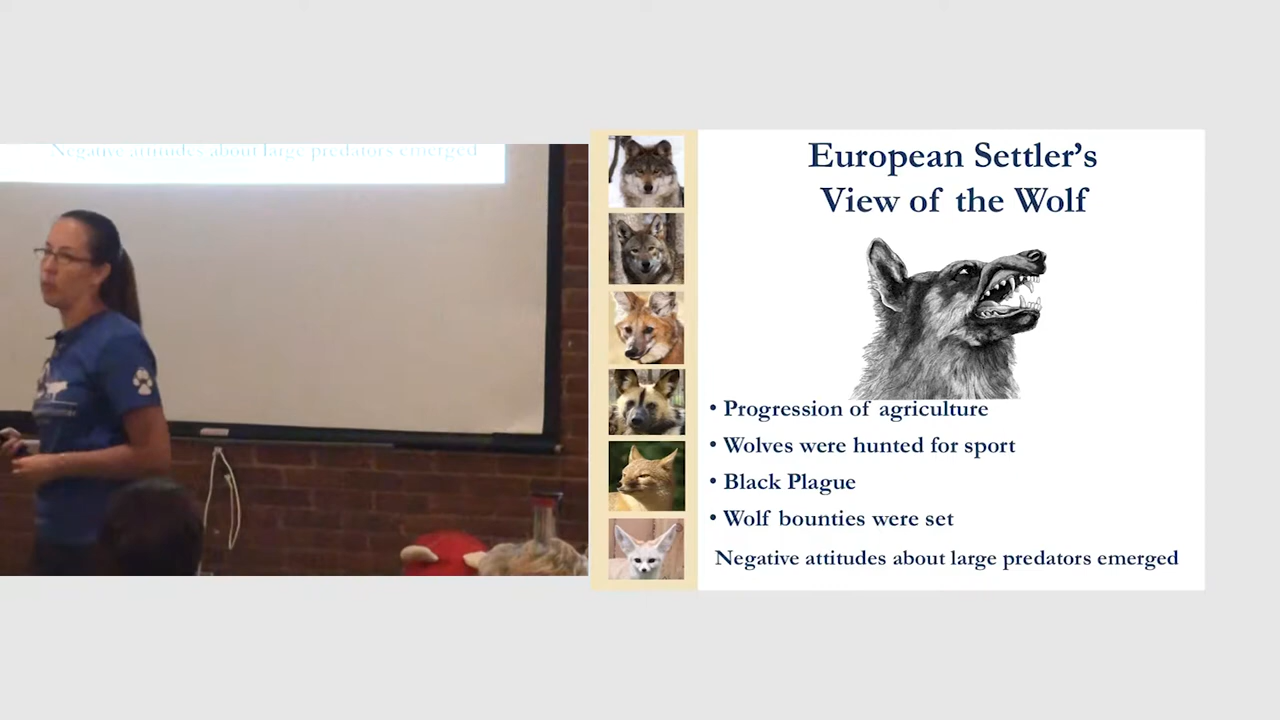 Negative attitudes about large predators emerged
European Settler's
View of the Wolf
• Progression of agriculture
• Wolves were hunted for sport
• Black Plague
• Wolf bounties were set
Negative attitudes about large predators emerged